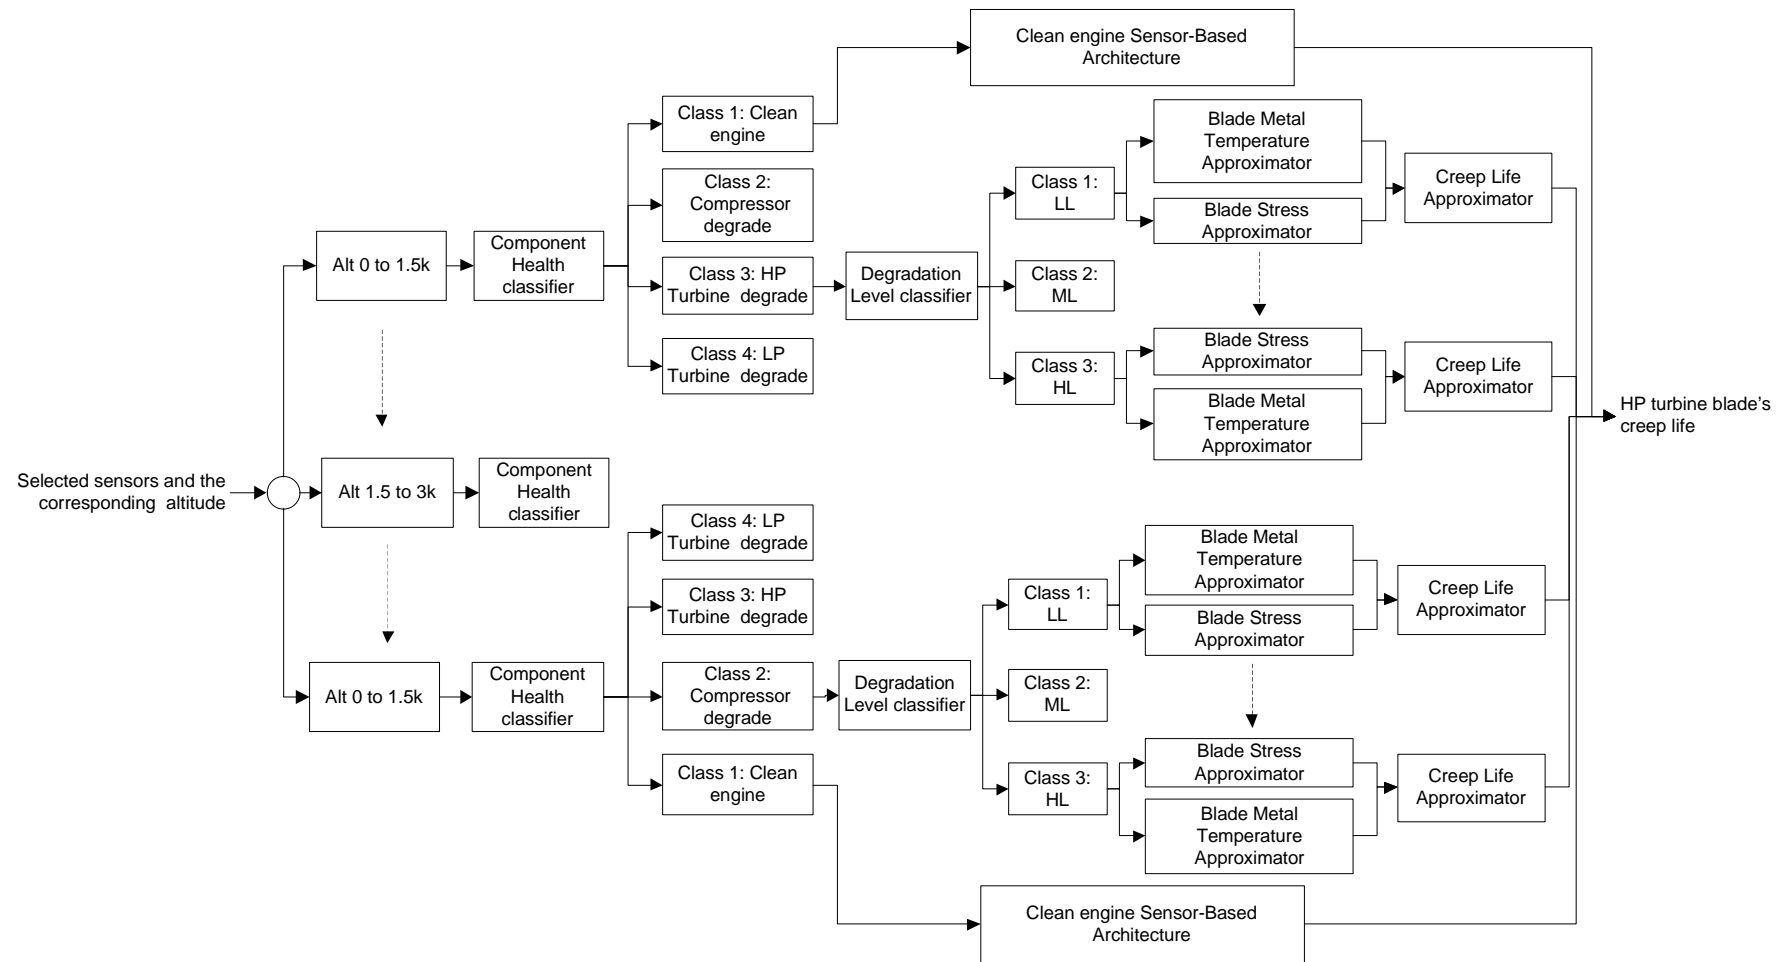 Clean engine Sensor-Based
Architecture
Class 1: Clean
engine
Class 2:
Compressor
degrade
Class 3: HP
Turbine degrade
Class 4: LP
Turbine degrade
Alt 0 to 1.5k
Component
Health
classifier
Degradation
Level classifier
Class 1:
LL
Class 2:
ML
Class 3:
HL
Blade Metal
Temperature
Approximator
Blade Stress
Approximator
Creep Life
Approximator
Blade Stress
Approximator
Blade Metal
Temperature
Approximator
Creep Life
Approximator
HP turbine blade's
creep life
Selected sensors and the
corresponding altitude
Alt 1.5 to 3k
Component
Health
classifier
Alt 0 to 1.5k
Component
Health
classifier
Class 4: LP
Turbine degrade
Class 3: HP
Turbine degrade
Class 2:
Compressor
degrade
Class 1: Clean
engine
Degradation
Level classifier
Class 1:
LL
Class 2:
ML
Class 3:
HL
Blade Metal
Temperature
Approximator
Blade Stress
Approximator
Creep Life
Approximator
Blade Stress
Approximator
Blade Metal
Temperature
Approximator
Creep Life
Approximator
Clean engine Sensor-Based
Architecture